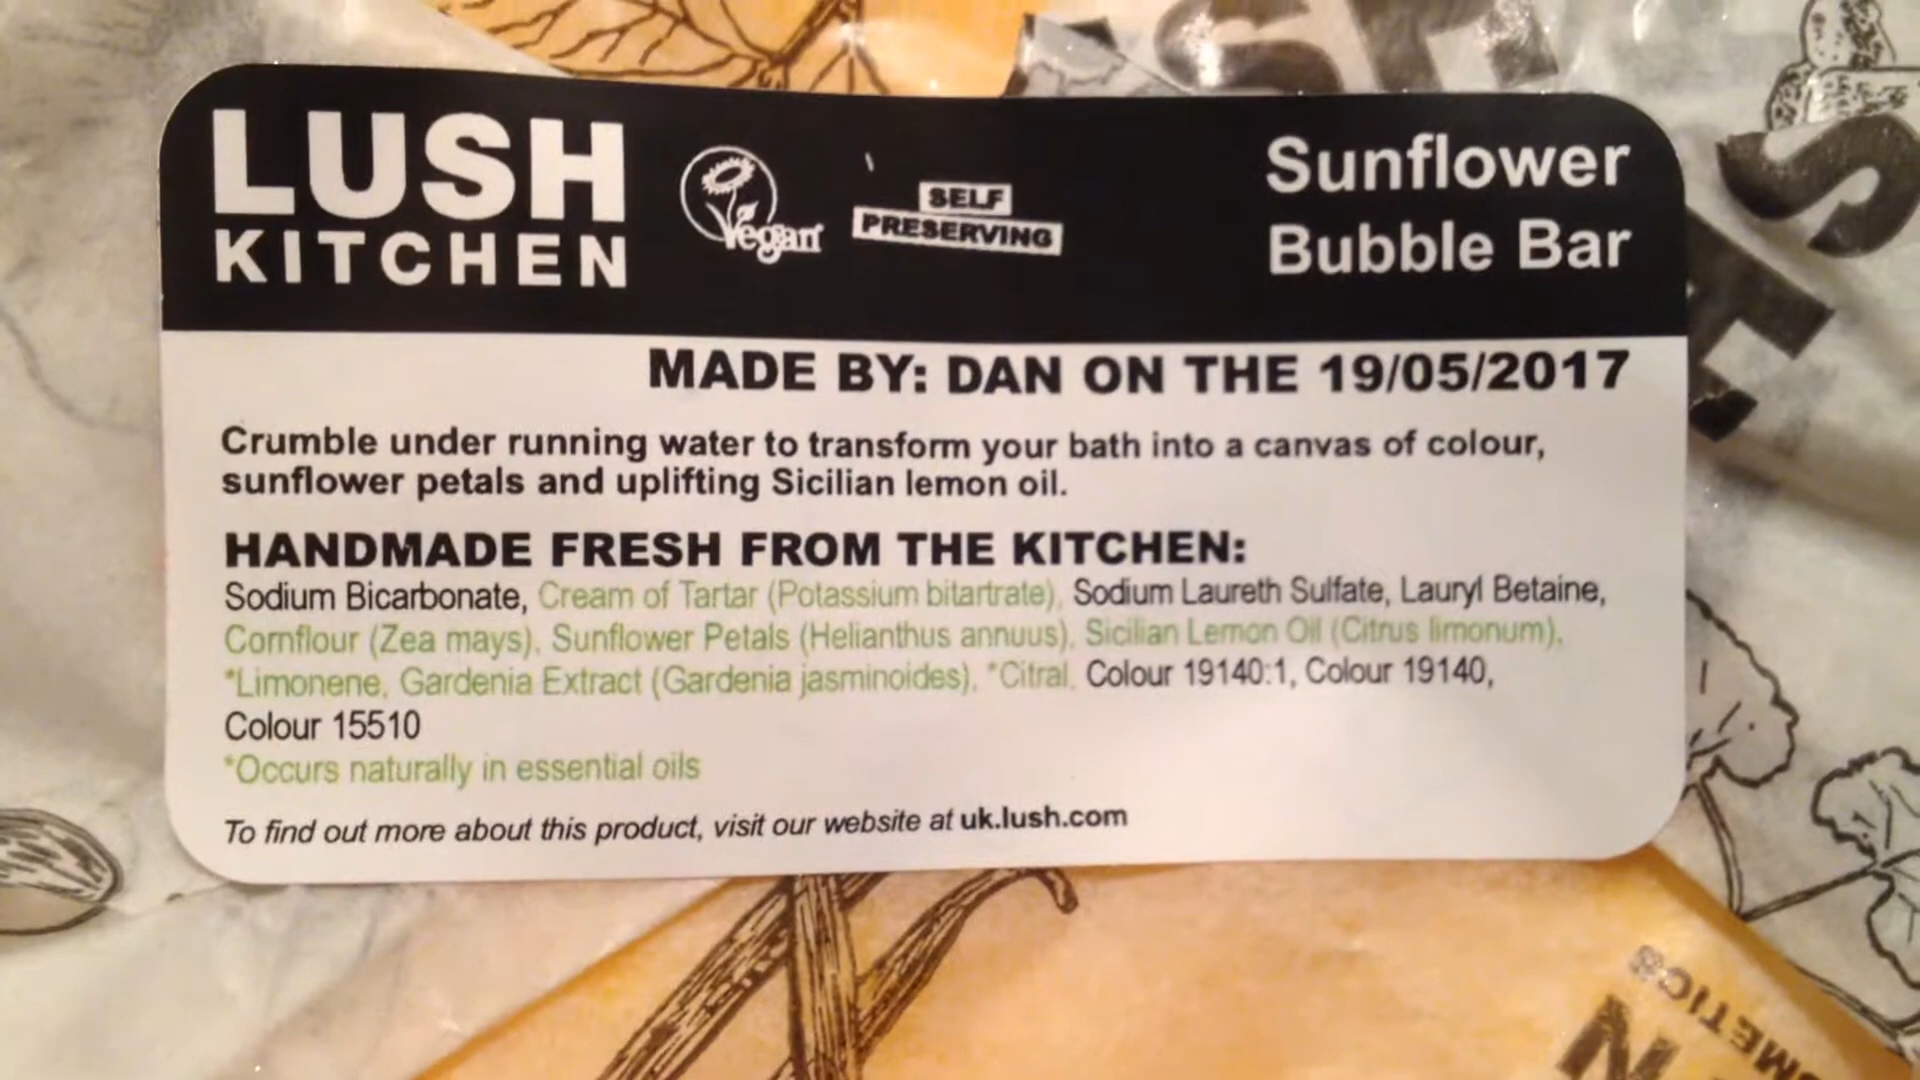 LUSH
KITCHEN
Vegan
SELF
PRESERVING
Sunflower
Bubble Bar
MADE BY: DAN ON THE 19/05/2017
Crumble under running water to transform your bath into a canvas of colour,
sunflower petals and uplifting Sicilian lemon oil.
HANDMADE FRESH FROM THE KITCHEN:
Sodium Bicarbonate, Cream of Tartar (Potassium bitartrate), Sodium Laureth Sulfate, Lauryl Betaine,
Cornflour (Zea mays), Sunflower Petals (Helianthus annuus), Sicilian Lemon Oil (Citrus limonum),
*Limonene, Gardenia Extract (Gardenia jasminoides), *Citral, Colour 19140:1, Colour 19140,
Colour 15510
*Occurs naturally in essential oils
To find out more about this product, visit our website at uk.lush.com